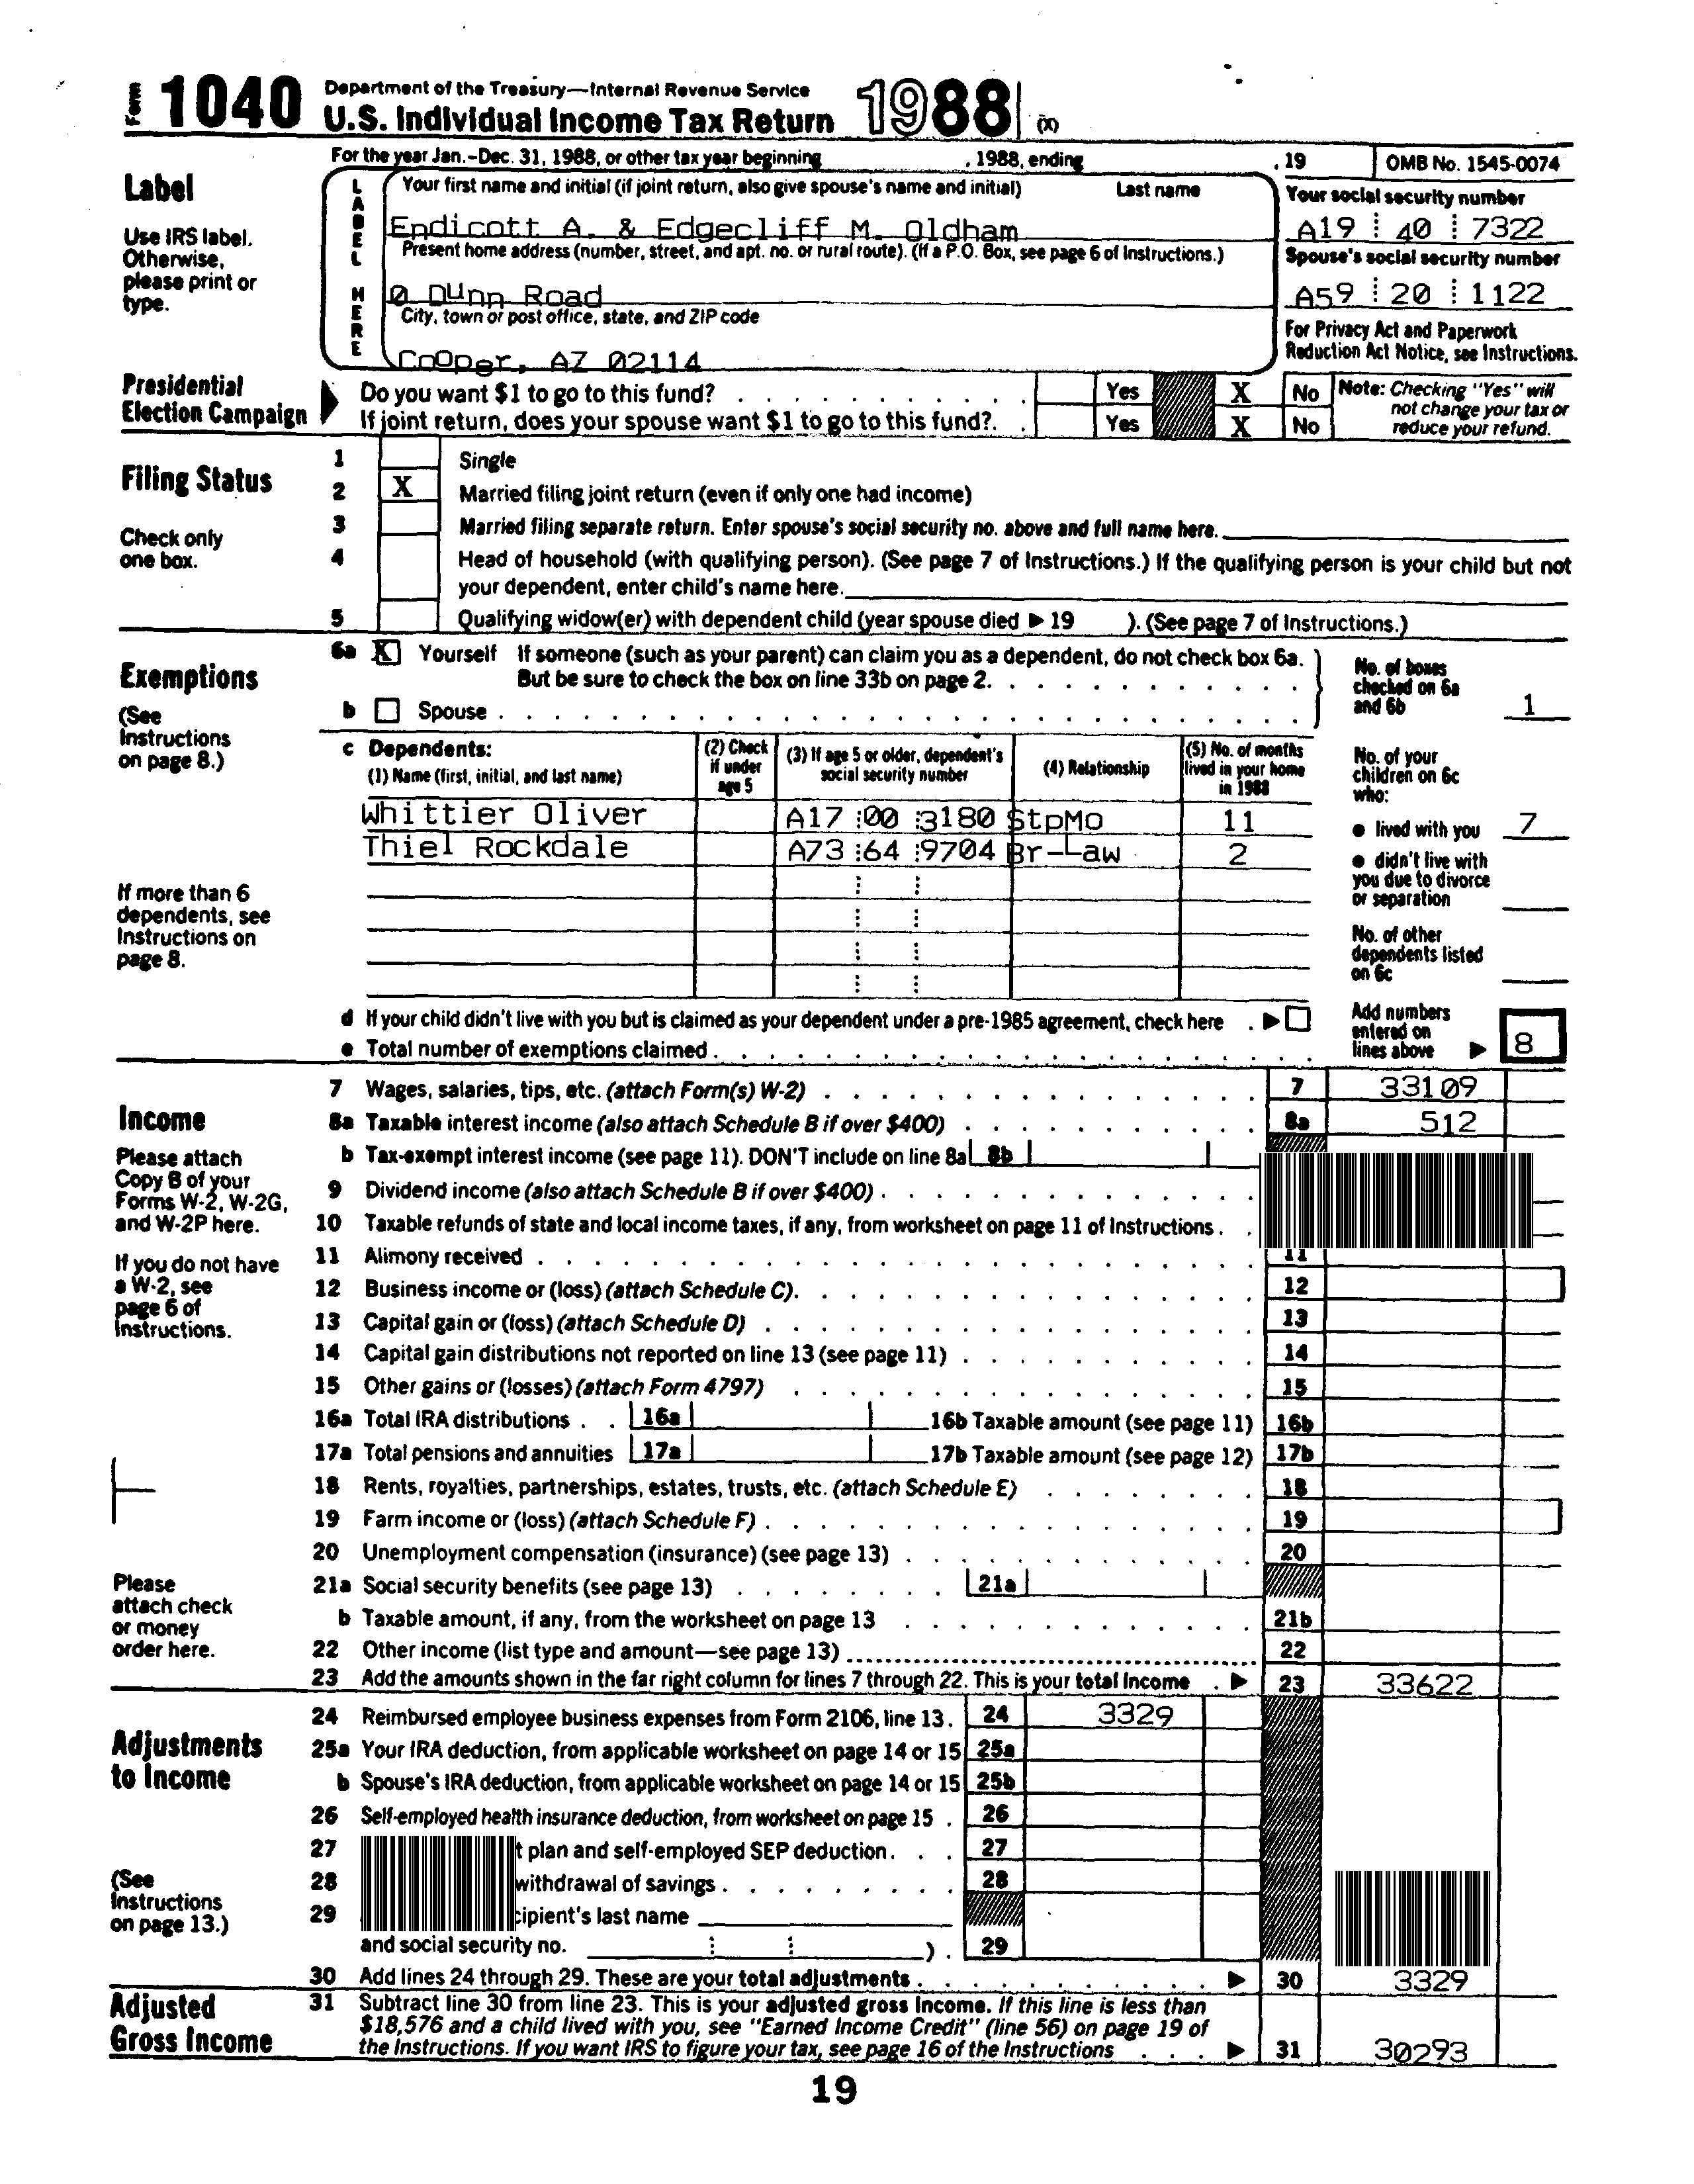 Form 1040 Department of the Treasury—Internal Revenue Service
U.S. Individual Income Tax Return 1988 (X)
For the year Jan.-Dec. 31, 1988, or other tax year beginning , 1988, ending , 19 OMB No. 1545-0074
Label
Use IRS label. Otherwise, please print or type.
LABEL HERE
Your first name and initial (if joint return, also give spouse's name and initial) Last name
Endicott A. & Edgecliff M. Oldham
Your social security number
A19 40 7322
Present home address (number, street, and apt. no. or rural route). (If a P.O. Box, see page 6 of Instructions.)
0 Dunn Road
Spouse's social security number
A59 20 1122
City, town or post office, state, and ZIP code
Cooper, AZ 02114
For Privacy Act and Paperwork Reduction Act Notice, see Instructions.
Presidential Election Campaign
Do you want $1 to go to this fund? Yes X No
If joint return, does your spouse want $1 to go to this fund?. Yes X No
Note: Checking "Yes" will not change your tax or reduce your refund.
Filing Status
Check only one box.
1 Single
2 X Married filing joint return (even if only one had income)
3 Married filing separate return. Enter spouse's social security no. above and full name here.
4 Head of household (with qualifying person). (See page 7 of Instructions.) If the qualifying person is your child but not
your dependent, enter child's name here.
5 Qualifying widow(er) with dependent child (year spouse died ▶ 19 ). (See page 7 of Instructions.)
Exemptions
(See Instructions on page 8.)
6a X Yourself If someone (such as your parent) can claim you as a dependent, do not check box 6a.
But be sure to check the box on line 33b on page 2.
b Spouse
No. of boxes checked on 6a and 6b 1
c Dependents:
(1) Name (first, initial, and last name) (2) Check if under age 5 (3) If age 5 or older, dependent's social security number (4) Relationship (5) No. of months lived in your home in 1988
Whittier Oliver A17 00 3180 StpMo 11
Thiel Rockdale A73 64 9704 Br-Law 2
No. of your children on 6c who:
● lived with you 7
● didn't live with you due to divorce or separation
No. of other dependents listed on 6c
If more than 6 dependents, see Instructions on page 8.
d If your child didn't live with you but is claimed as your dependent under a pre-1985 agreement, check here ▶
e Total number of exemptions claimed
Add numbers entered on lines above ▶ 8
Income
Please attach Copy B of your Forms W-2, W-2G, and W-2P here.
If you do not have a W-2, see page 6 of Instructions.
7 Wages, salaries, tips, etc. (attach Form(s) W-2) 7 33109
8a Taxable interest income (also attach Schedule B if over $400) 8a 512
b Tax-exempt interest income (see page 11). DON'T include on line 8a 8b
9 Dividend income (also attach Schedule B if over $400)
10 Taxable refunds of state and local income taxes, if any, from worksheet on page 11 of Instructions
11 Alimony received 11
12 Business income or (loss) (attach Schedule C). 12
13 Capital gain or (loss) (attach Schedule D) 13
14 Capital gain distributions not reported on line 13 (see page 11) 14
15 Other gains or (losses) (attach Form 4797) 15
16a Total IRA distributions 16a 16b Taxable amount (see page 11) 16b
17a Total pensions and annuities 17a 17b Taxable amount (see page 12) 17b
18 Rents, royalties, partnerships, estates, trusts, etc. (attach Schedule E) 18
19 Farm income or (loss) (attach Schedule F) 19
20 Unemployment compensation (insurance) (see page 13) 20
Please attach check or money order here.
21a Social security benefits (see page 13) 21a
b Taxable amount, if any, from the worksheet on page 13 21b
22 Other income (list type and amount—see page 13) 22
23 Add the amounts shown in the far right column for lines 7 through 22. This is your total income ▶ 23 33622
Adjustments to Income
(See Instructions on page 13.)
24 Reimbursed employee business expenses from Form 2106, line 13. 24 3329
25a Your IRA deduction, from applicable worksheet on page 14 or 15 25a
b Spouse's IRA deduction, from applicable worksheet on page 14 or 15 25b
26 Self-employed health insurance deduction, from worksheet on page 15 26
27 t plan and self-employed SEP deduction. 27
28 withdrawal of savings 28
29 cipient's last name
and social security no. ) 29
30 Add lines 24 through 29. These are your total adjustments ▶ 30 3329
Adjusted Gross Income
31 Subtract line 30 from line 23. This is your adjusted gross income. If this line is less than
$18,576 and a child lived with you, see "Earned Income Credit" (line 56) on page 19 of
the Instructions. If you want IRS to figure your tax, see page 16 of the Instructions ▶ 31 30293
19